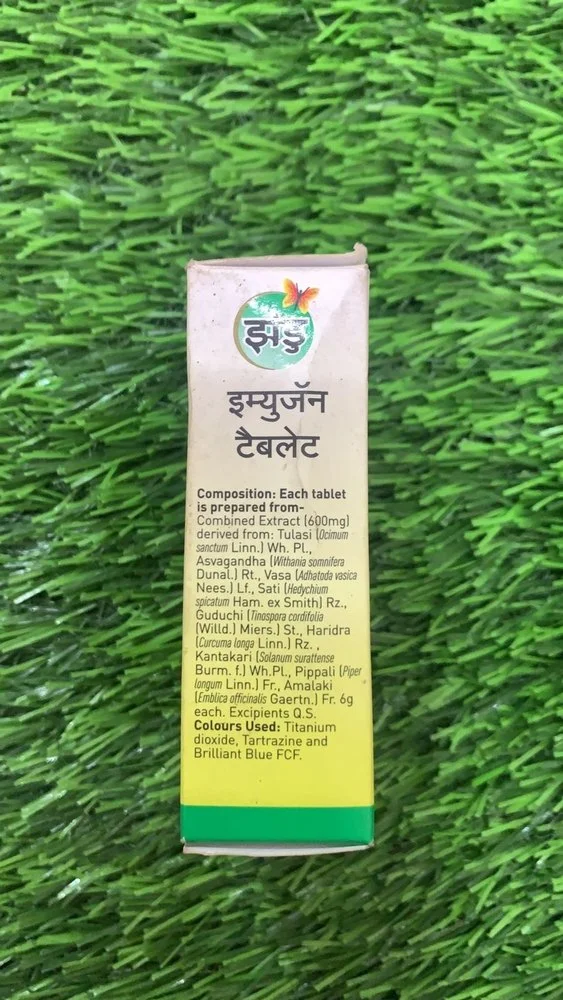 झंडु
इम्युजॅन
टैबलेट
Composition: Each tablet
is prepared from-
Combined Extract (600mg)
derived from: Tulasi (Ocimum
sanctum Linn.) Wh. Pl.,
Asvagandha (Withania somnifera
Dunal.) Rt., Vasa (Adhatoda vasica
Nees.) Lf., Sati (Hedychium
spicatum Ham. ex Smith) Rz.,
Guduchi (Tinospora cordifolia
(Willd.) Miers.) St., Haridra
(Curcuma longa Linn.) Rz. ,
Kantakari (Solanum surattense
Burm. f.) Wh.Pl., Pippali (Piper
longum Linn.) Fr., Amalaki
(Emblica officinalis Gaertn.) Fr. 6g
each. Excipients Q.S.
Colours Used: Titanium
dioxide, Tartrazine and
Brilliant Blue FCF.